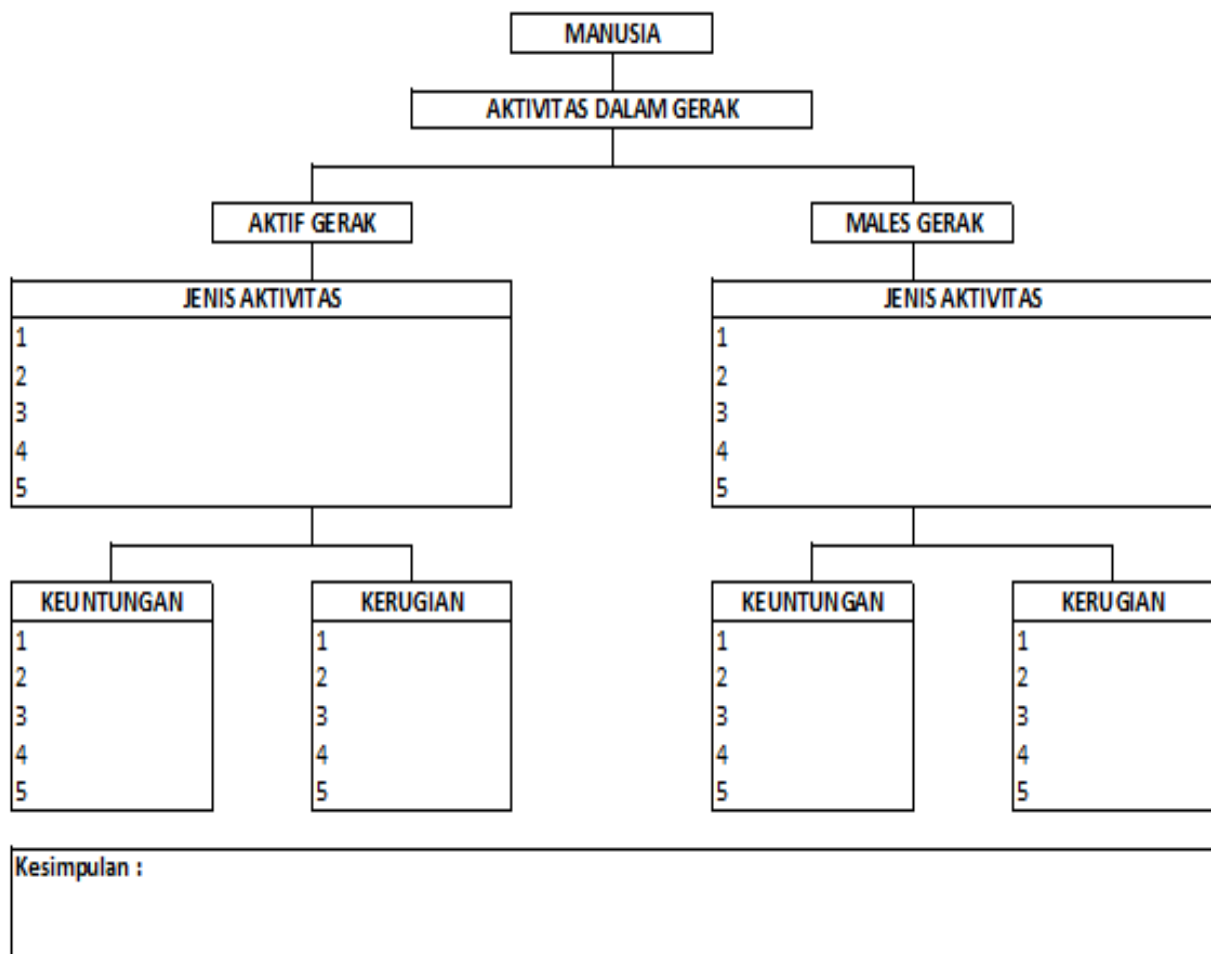 MANUSIA
AKTIVITAS DALAM GERAK
AKTIF GERAK
MALES GERAK
JENIS AKTIVITAS
1
2
3
4
5
JENIS AKTIVITAS
1
2
3
4
5
KEUNTUNGAN
1
2
3
4
5
KERUGIAN
1
2
3
4
5
KEUNTUNGAN
1
2
3
4
5
KERUGIAN
1
2
3
4
5
Kesimpulan :